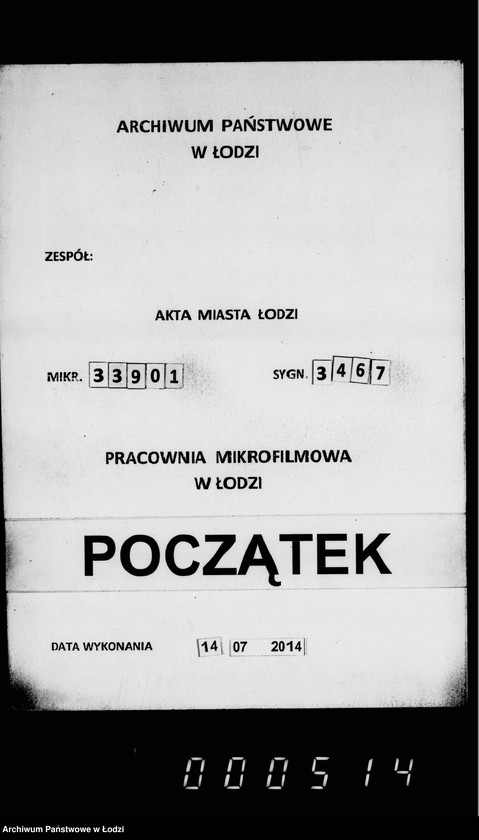 ARCHIWUM PAŃSTWOWE
W ŁODZI
ZESPÓŁ:
AKTA MIASTA ŁODZI
MIKR. 33901 SYGN. 3467
PRACOWNIA MIKROFILMOWA
W ŁODZI
POCZĄTEK
DATA WYKONANIA 14 07 2014
000514
Archiwum Państwowe w Łodzi